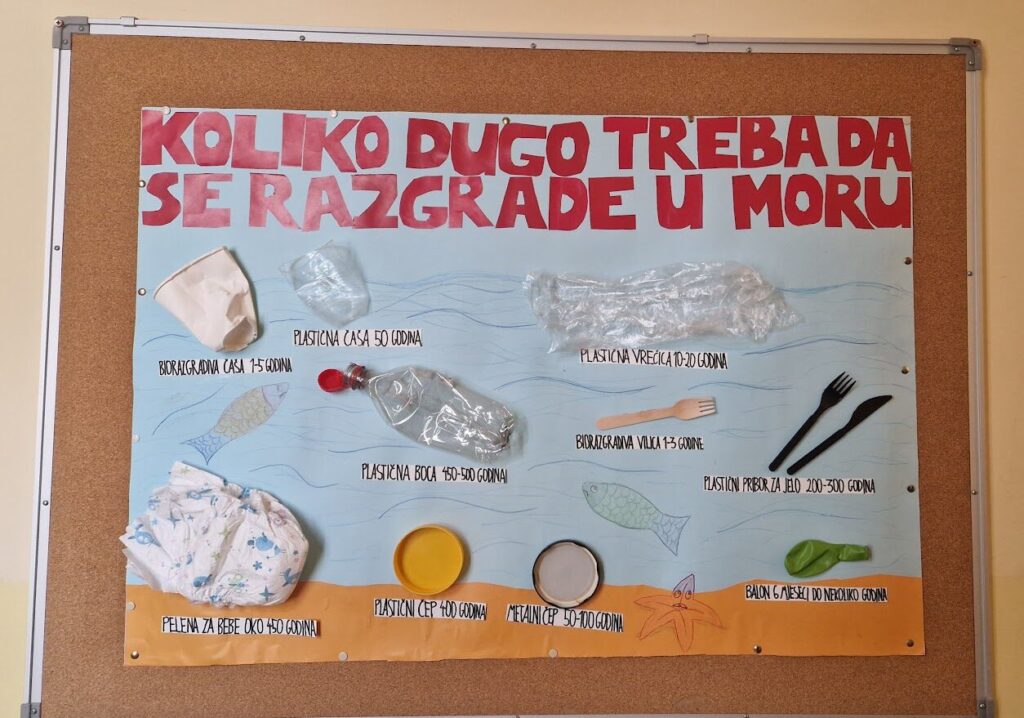 KOLIKO DUGO TREBA DA
SE RAZGRADE U MORU
BIORAZGRADIVA ČAŠA 1-5 GODINA
PLASTIČNA ČAŠA 50 GODINA
PLASTIČNA VREĆICA 10-20 GODINA
PLASTIČNA BOCA 450-500 GODINA
BIORAZGRADIVA VILICA 1-3 GODINE
PLASTIČNI PRIBOR ZA JELO 200-300 GODINA
PELENA ZA BEBE OKO 450 GODINA
PLASTIČNI ČEP 400 GODINA
METALNI ČEP 50-100 GODINA
BALON 6 MJESECI DO NEKOLIKO GODINA